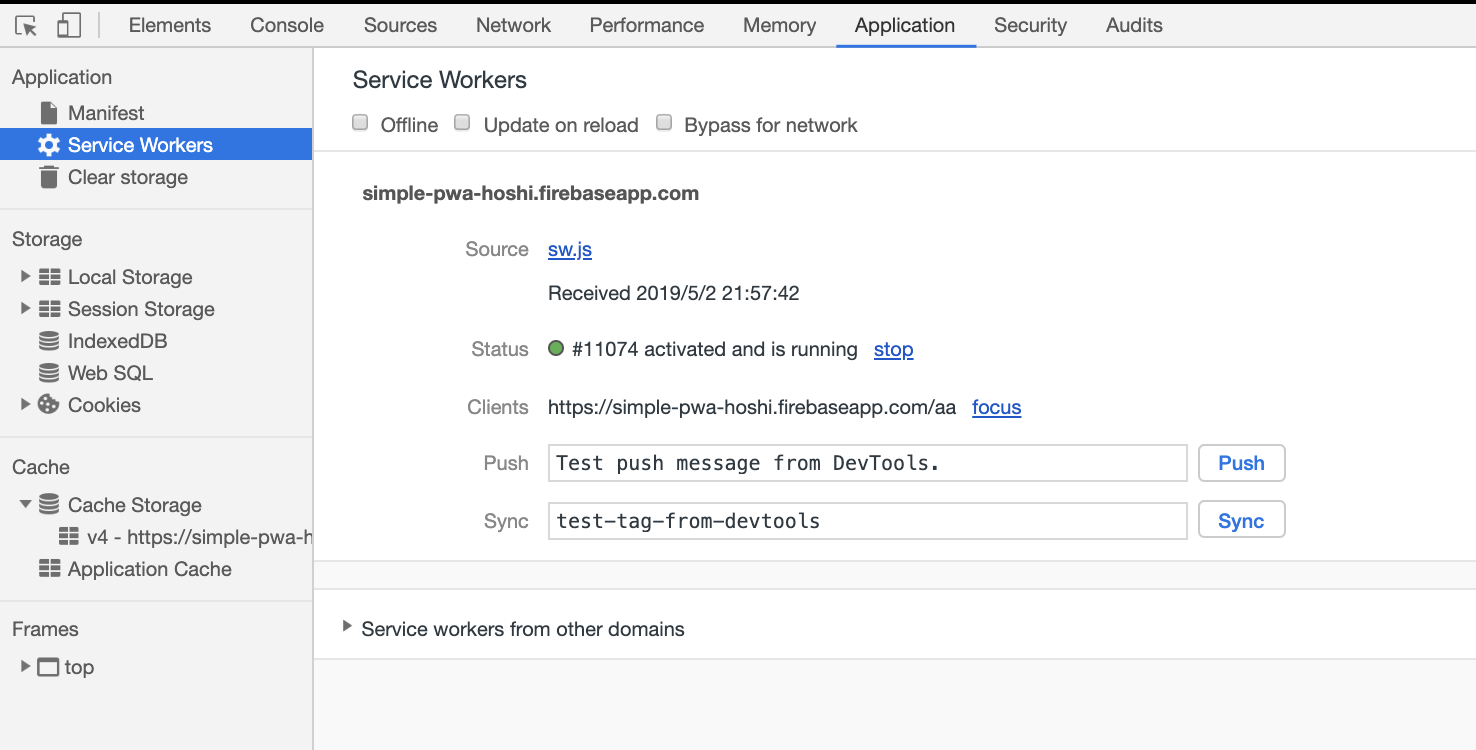 Elements Console Sources Network Performance Memory Application Security Audits
Application
Manifest
Service Workers
Clear storage
Storage
Local Storage
Session Storage
IndexedDB
Web SQL
Cookies
Cache
Cache Storage
v4 - https://simple-pwa-h
Application Cache
Frames
top
Service Workers
Offline Update on reload Bypass for network
simple-pwa-hoshi.firebaseapp.com
Source sw.js
Received 2019/5/2 21:57:42
Status #11074 activated and is running stop
Clients https://simple-pwa-hoshi.firebaseapp.com/aa focus
Push Test push message from DevTools. Push
Sync test-tag-from-devtools Sync
Service workers from other domains